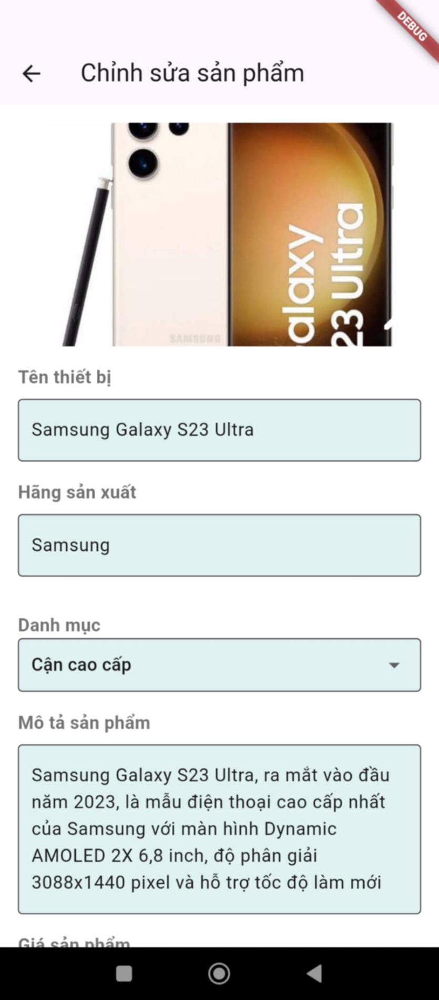 DEBUG
Chỉnh sửa sản phẩm
alaxy
23 Ultra
SAMSUNG
Tên thiết bị
Samsung Galaxy S23 Ultra
Hãng sản xuất
Samsung
Danh mục
Cận cao cấp
Mô tả sản phẩm
Samsung Galaxy S23 Ultra, ra mắt vào đầu
năm 2023, là mẫu điện thoại cao cấp nhất
của Samsung với màn hình Dynamic
AMOLED 2X 6,8 inch, độ phân giải
3088x1440 pixel và hỗ trợ tốc độ làm mới
Giá sản phẩm